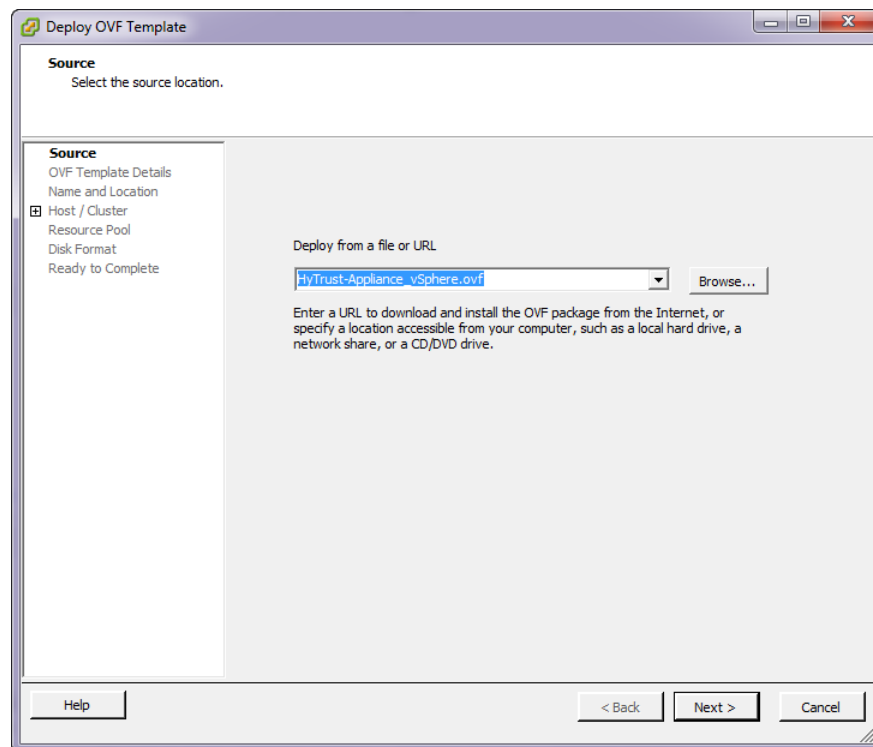 Deploy OVF Template
Source
Select the source location.
Source
OVF Template Details
Name and Location
Host / Cluster
Resource Pool
Disk Format
Ready to Complete
Deploy from a file or URL
HyTrust-Appliance_vSphere.ovf
Browse...
Enter a URL to download and install the OVF package from the Internet, or
specify a location accessible from your computer, such as a local hard drive, a
network share, or a CD/DVD drive.
Help
< Back
Next >
Cancel